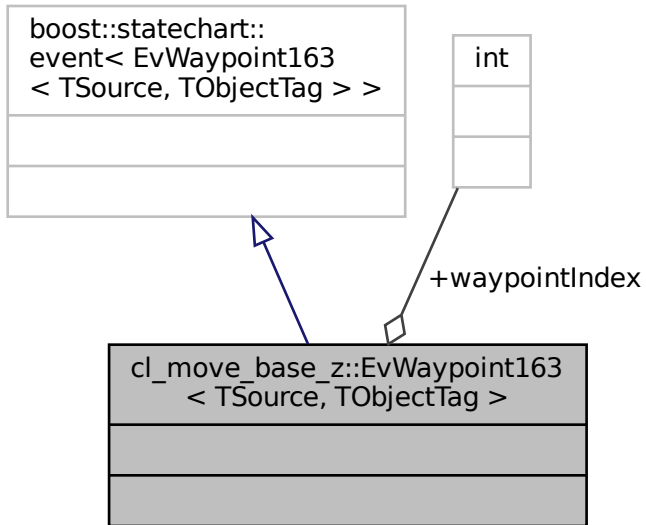 boost::statechart::
event< EvWaypoint163
< TSource, TObjectTag > >
int
+waypointIndex
cl_move_base_z::EvWaypoint163
< TSource, TObjectTag >